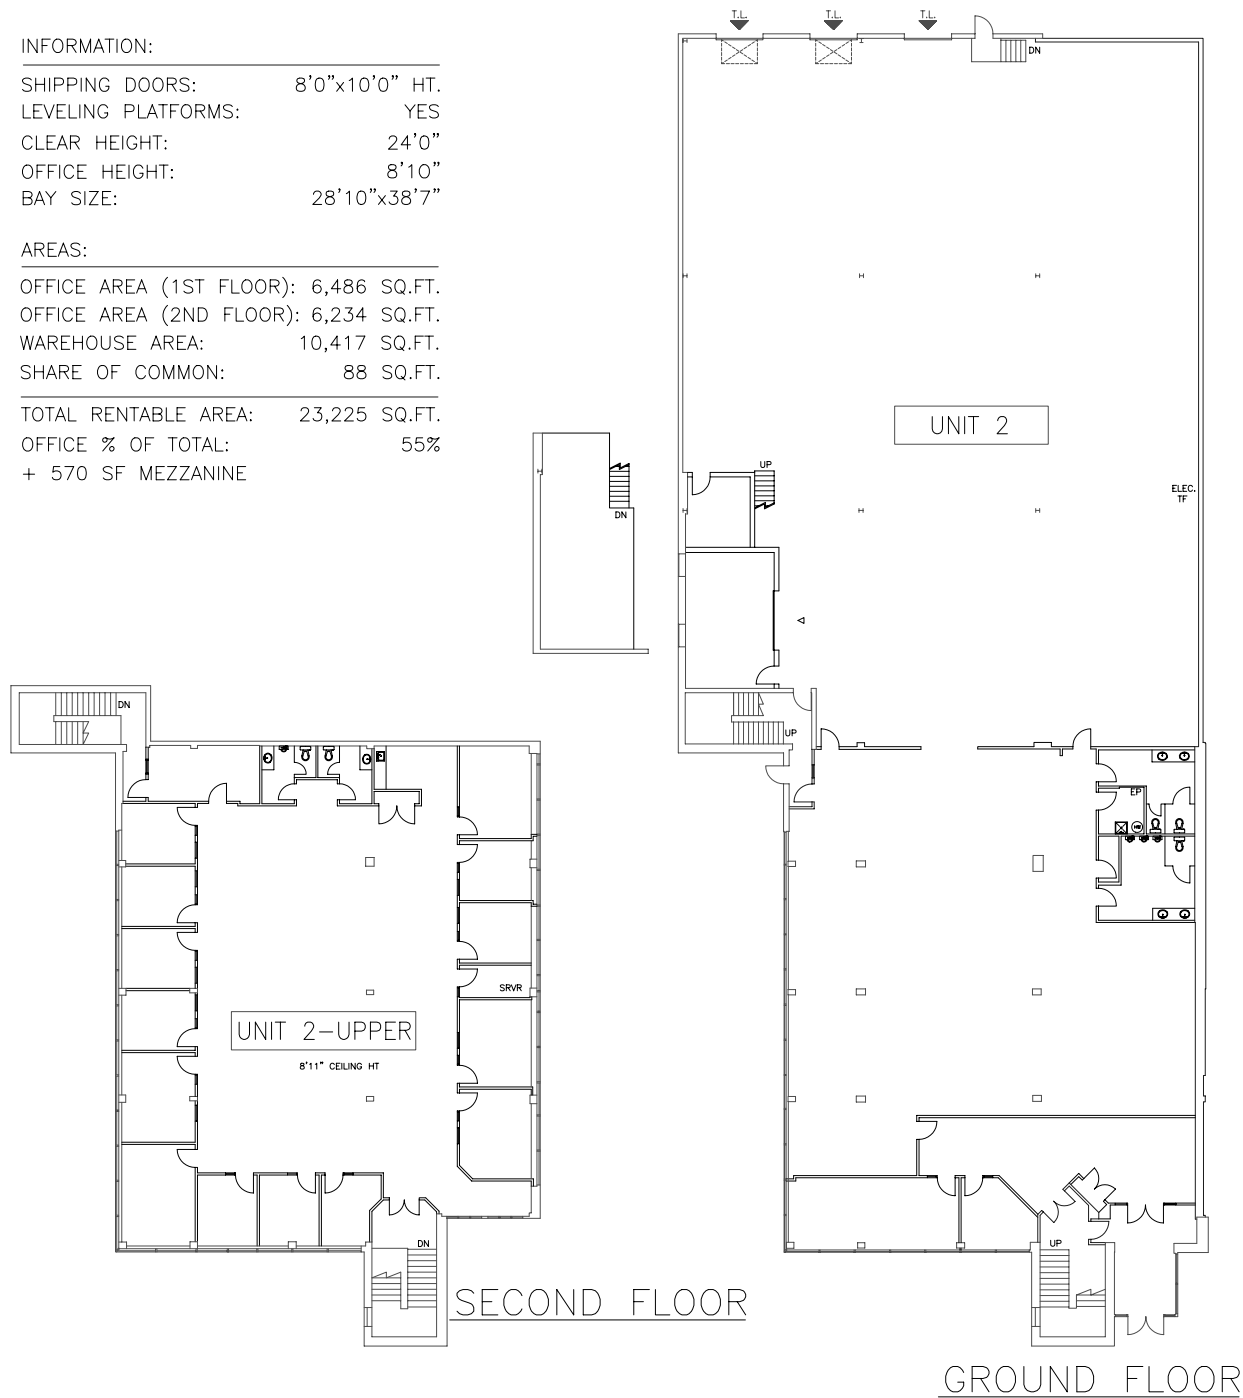 INFORMATION:
SHIPPING DOORS: 8'0"x10'0" HT.
LEVELING PLATFORMS: YES
CLEAR HEIGHT: 24'0"
OFFICE HEIGHT: 8'10"
BAY SIZE: 28'10"x38'7"
AREAS:
OFFICE AREA (1ST FLOOR): 6,486 SQ.FT.
OFFICE AREA (2ND FLOOR): 6,234 SQ.FT.
WAREHOUSE AREA: 10,417 SQ.FT.
SHARE OF COMMON: 88 SQ.FT.
TOTAL RENTABLE AREA: 23,225 SQ.FT.
OFFICE % OF TOTAL: 55%
+ 570 SF MEZZANINE
T.L. T.L. T.L.
DN
UNIT 2
UP
ELEC.
TF
DN
DN
UP
EP
SRVR
UNIT 2-UPPER
8'11" CEILING HT
DN
UP
SECOND FLOOR
GROUND FLOOR